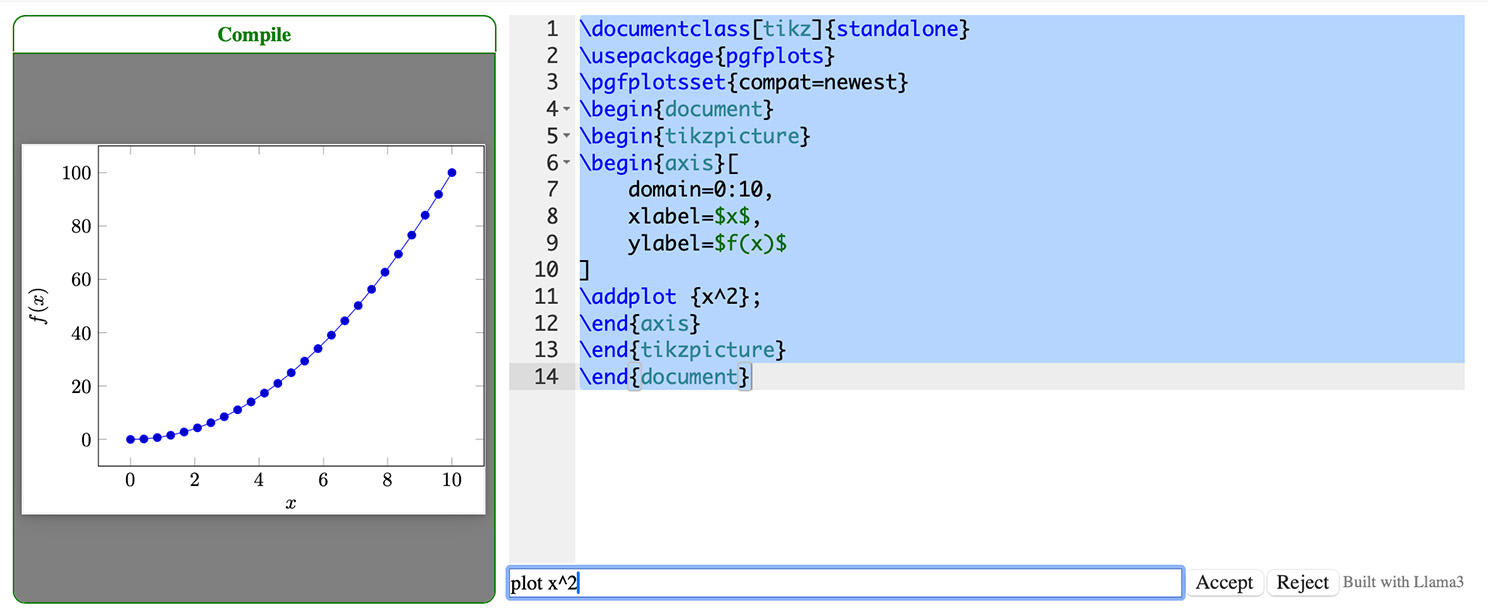 Compile
100
80
60
40
20
0
f(x)
0 2 4 6 8 10
x
1 \documentclass[tikz]{standalone}
2 \usepackage{pgfplots}
3 \pgfplotsset{compat=newest}
4 \begin{document}
5 \begin{tikzpicture}
6 \begin{axis}[
7     domain=0:10,
8     xlabel=$x$,
9     ylabel=$f(x)$
10 ]
11 \addplot {x^2};
12 \end{axis}
13 \end{tikzpicture}
14 \end{document}
plot x^2 Accept Reject Built with Llama3